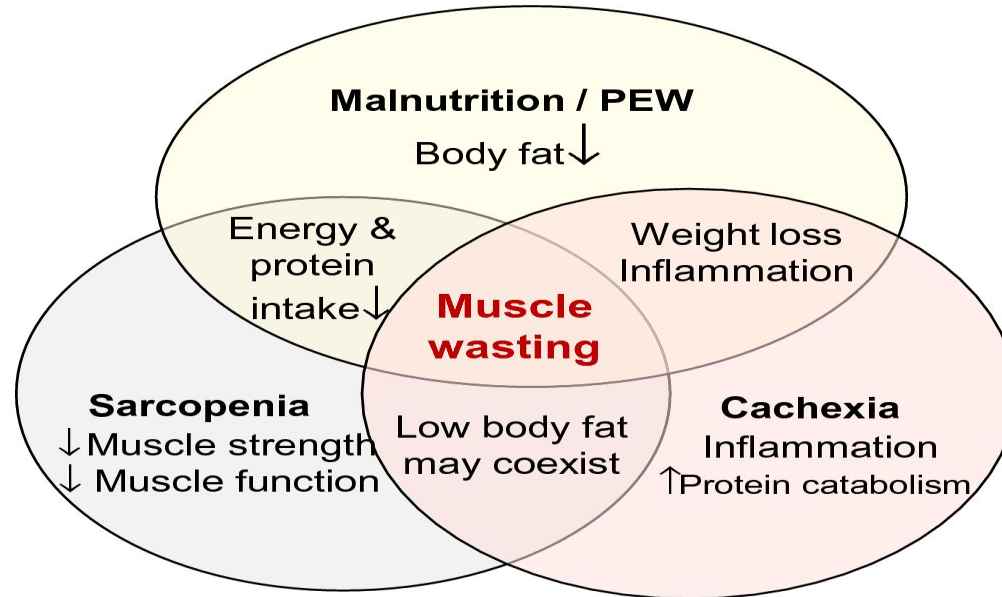 Malnutrition / PEW
Body fat↓
Energy &
protein
intake↓
Weight loss
Inflammation
Muscle
wasting
Sarcopenia
↓Muscle strength
↓ Muscle function
Low body fat
may coexist
Cachexia
Inflammation
↑Protein catabolism